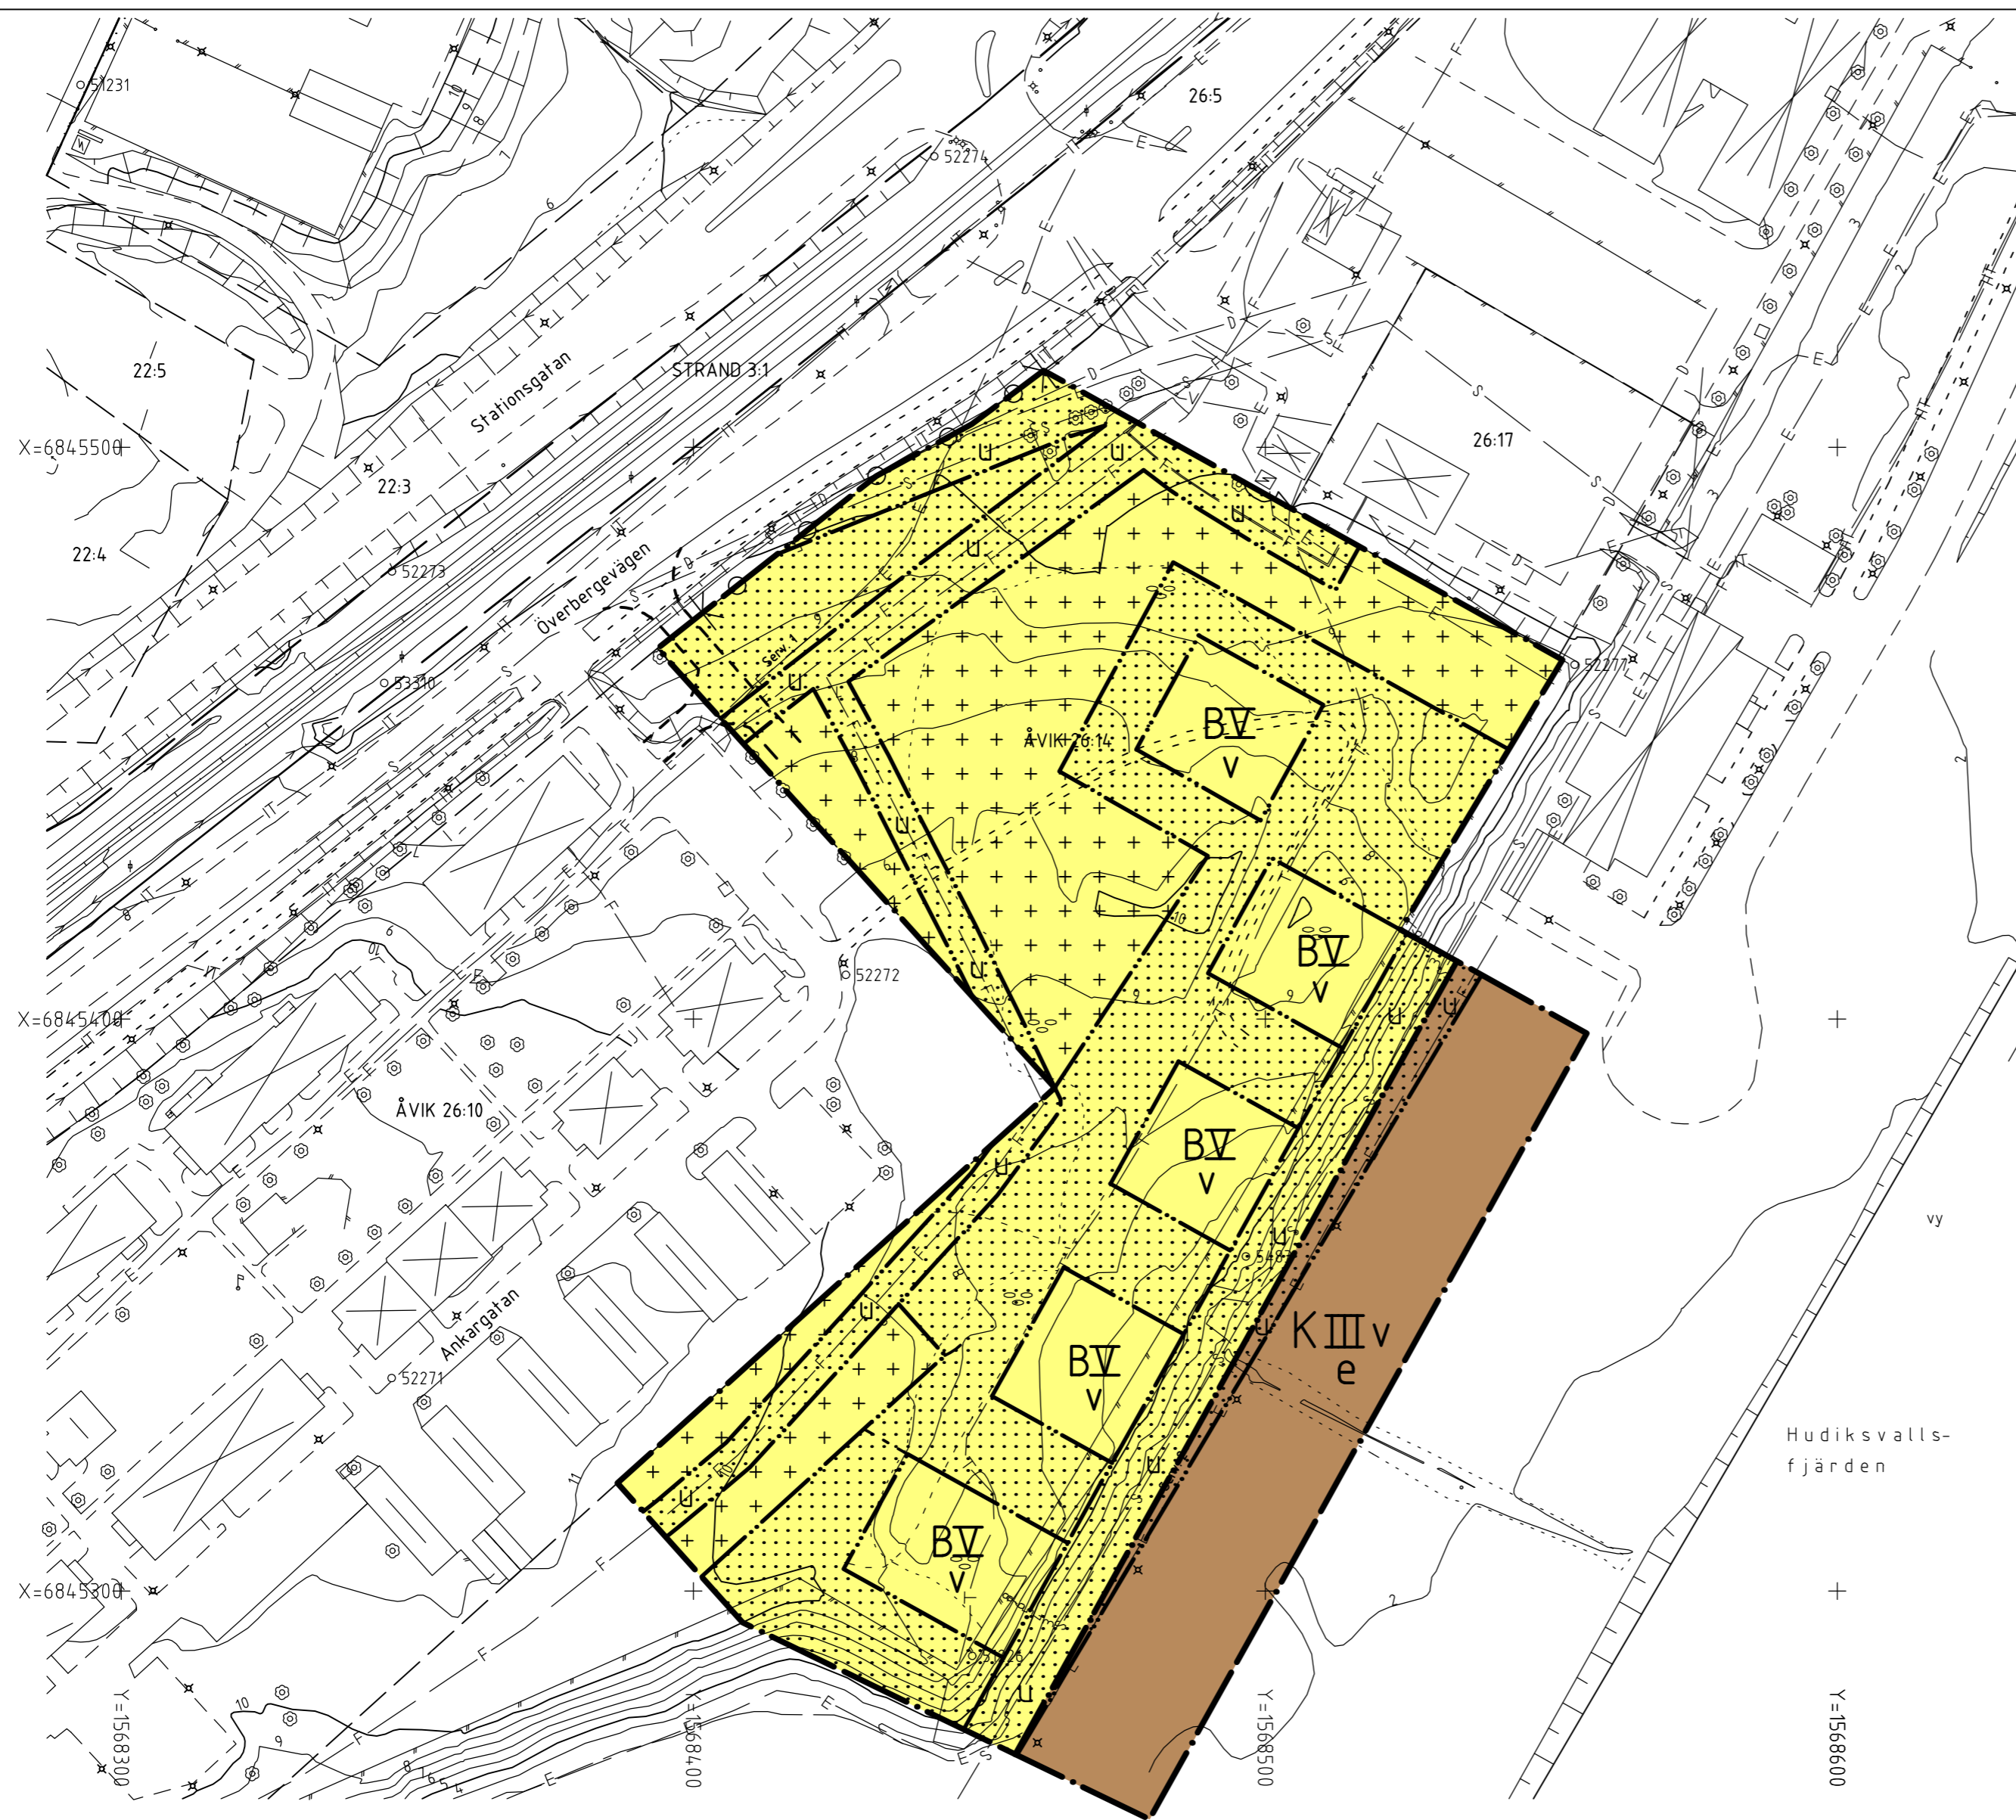 51231
26:5
52274
22:5
STRAND 3:1
Stationsgatan
X=6845500
26:17
22:3
22:4
52273
Överbergevägen
Serv. 1
53310
52277
BV
v
ÅVIK 26:14
BV
v
52272
X=6845400
ÅVIK 26:10
BV
v
vy
K III v
e
BV
v
Ankargatan
52271
Hudiksvalls-
fjärden
BV
v
X=6845300
Y=1568300
Y=1568400
Y=1568500
Y=1568600